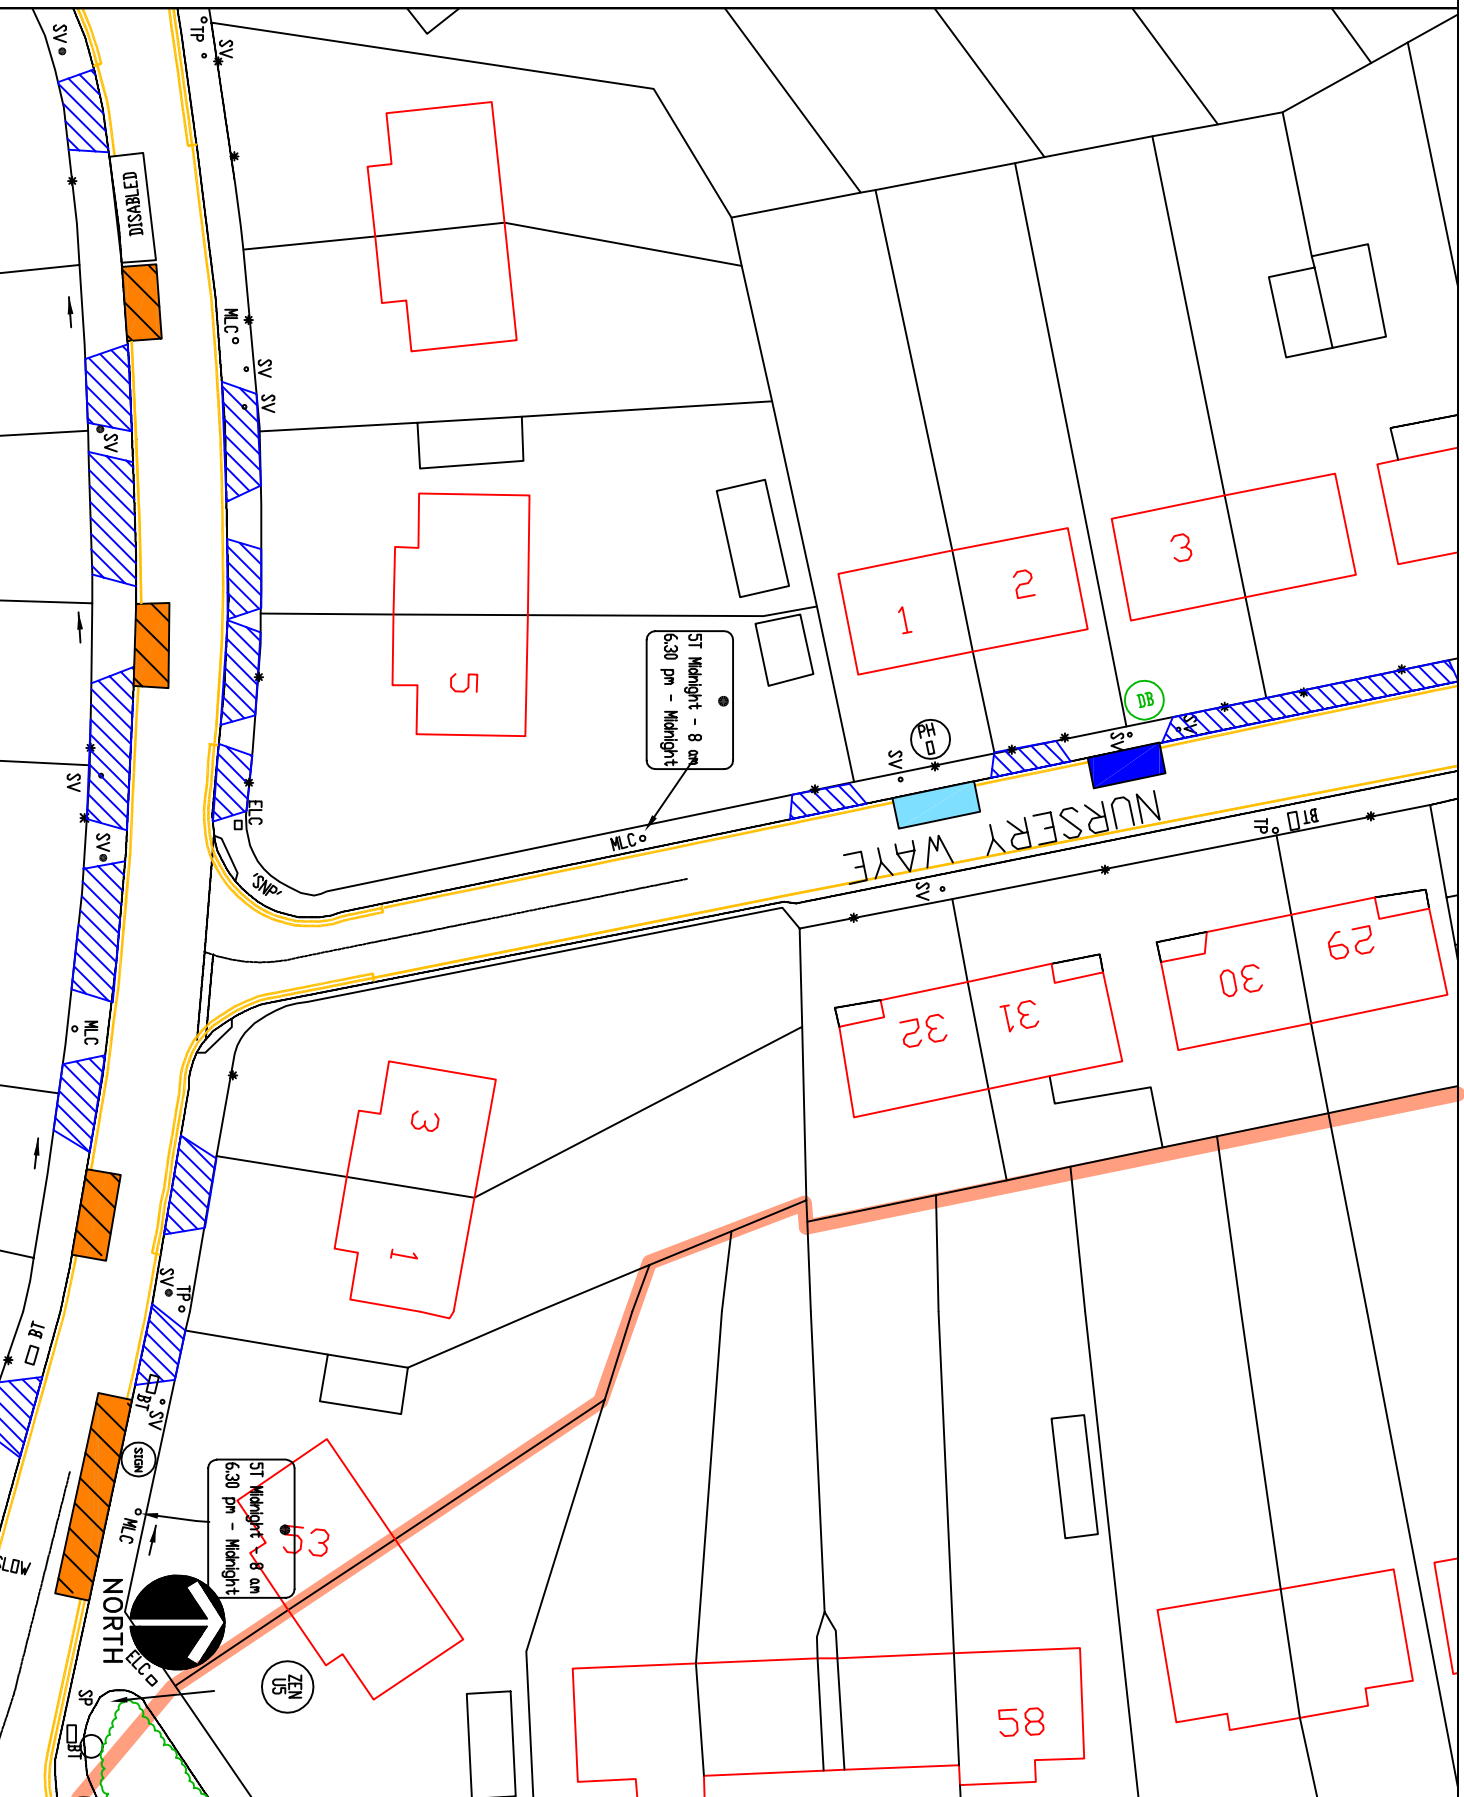 SV
TP
SV
DISABLED
MLC
SV
SV
SV
5
5T Midnight - 8 am
6.30 pm - Midnight
1
2
3
DB
PH
SV
SV
SV
NURSERY WAYE
BT
TP
SV
MLC
ELC
'SNP'
SV
SV
MLC
32
31
30
29
3
1
SV
TP
BT
BT
SV
SIGN
MLC
5T Midnight - 8 am
6.30 pm - Midnight
53
SLOW
NORTH
ELC
SP
BT
ZEN
U5
58